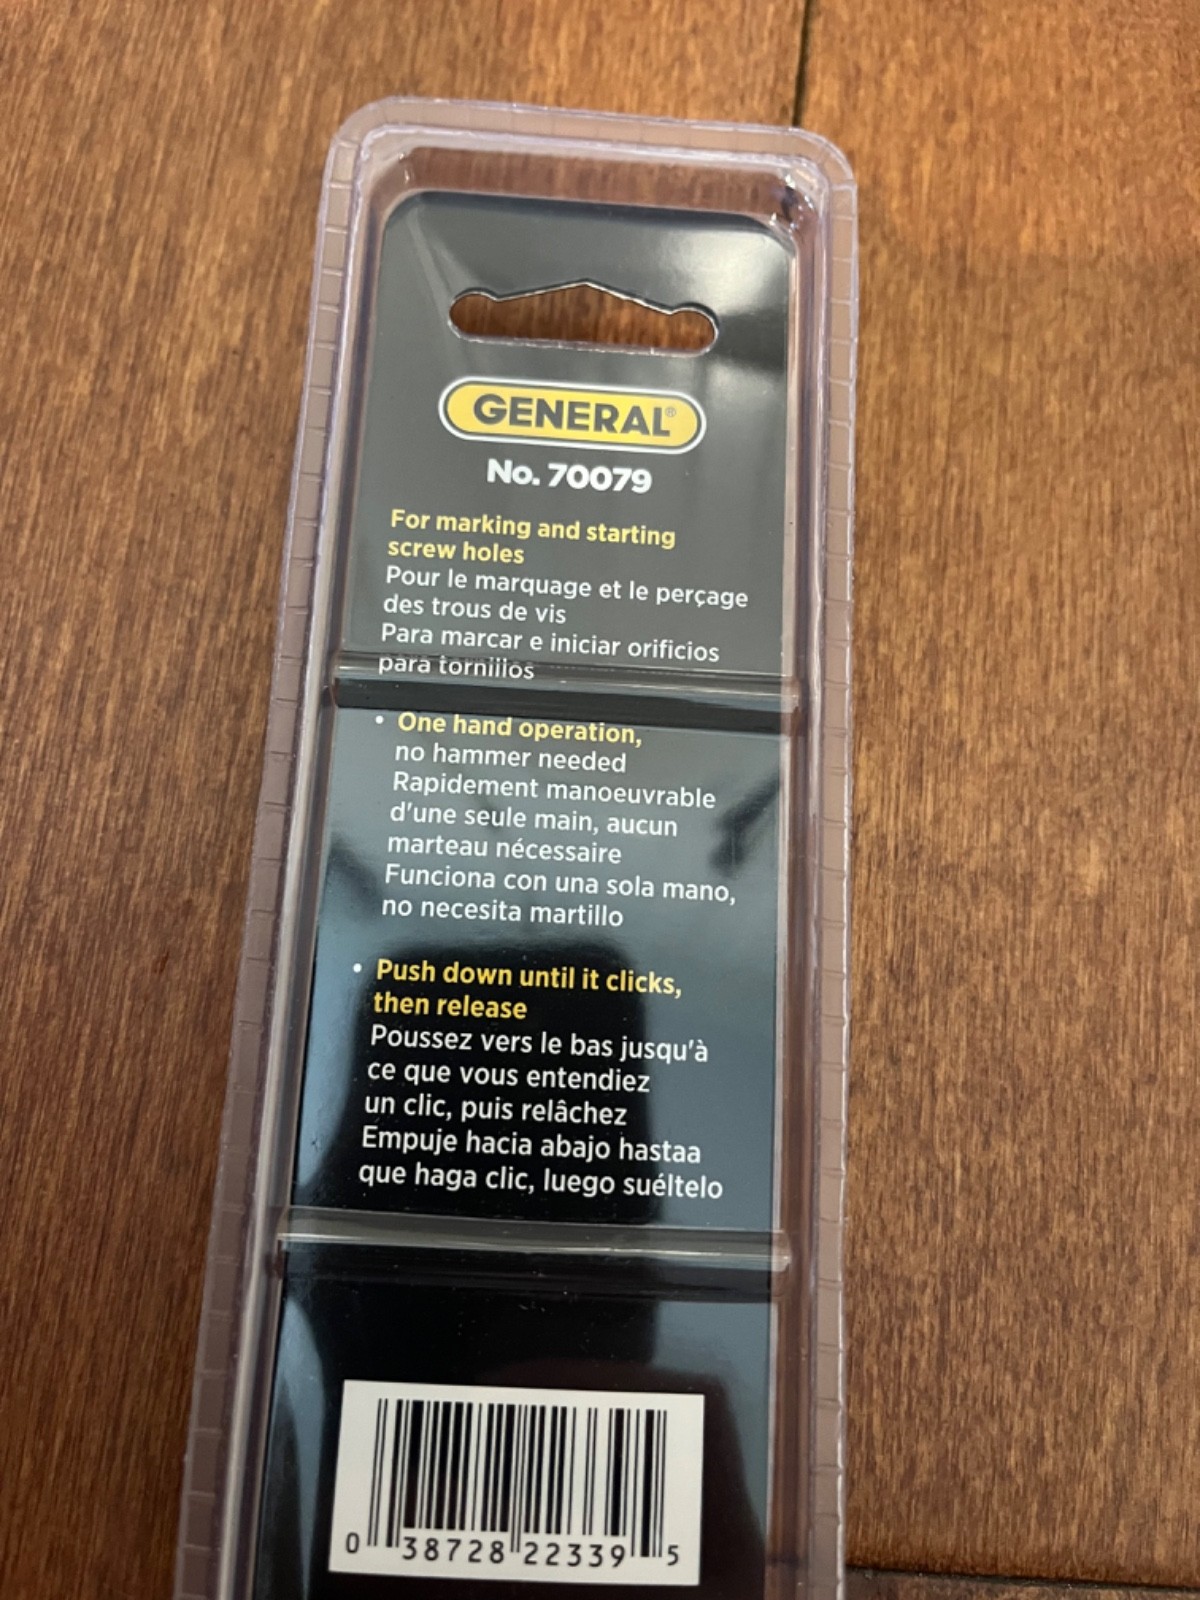 GENERAL®
No. 70079
For marking and starting
screw holes
Pour le marquage et le perçage
des trous de vis
Para marcar e iniciar orificios
para tornillos
• One hand operation,
no hammer needed
Rapidement manoeuvrable
d'une seule main, aucun
marteau nécessaire
Funciona con una sola mano,
no necesita martillo
• Push down until it clicks,
then release
Poussez vers le bas jusqu'à
ce que vous entendiez
un clic, puis relâchez
Empuje hacia abajo hastaa
que haga clic, luego suéltelo
0 38728 22339 5